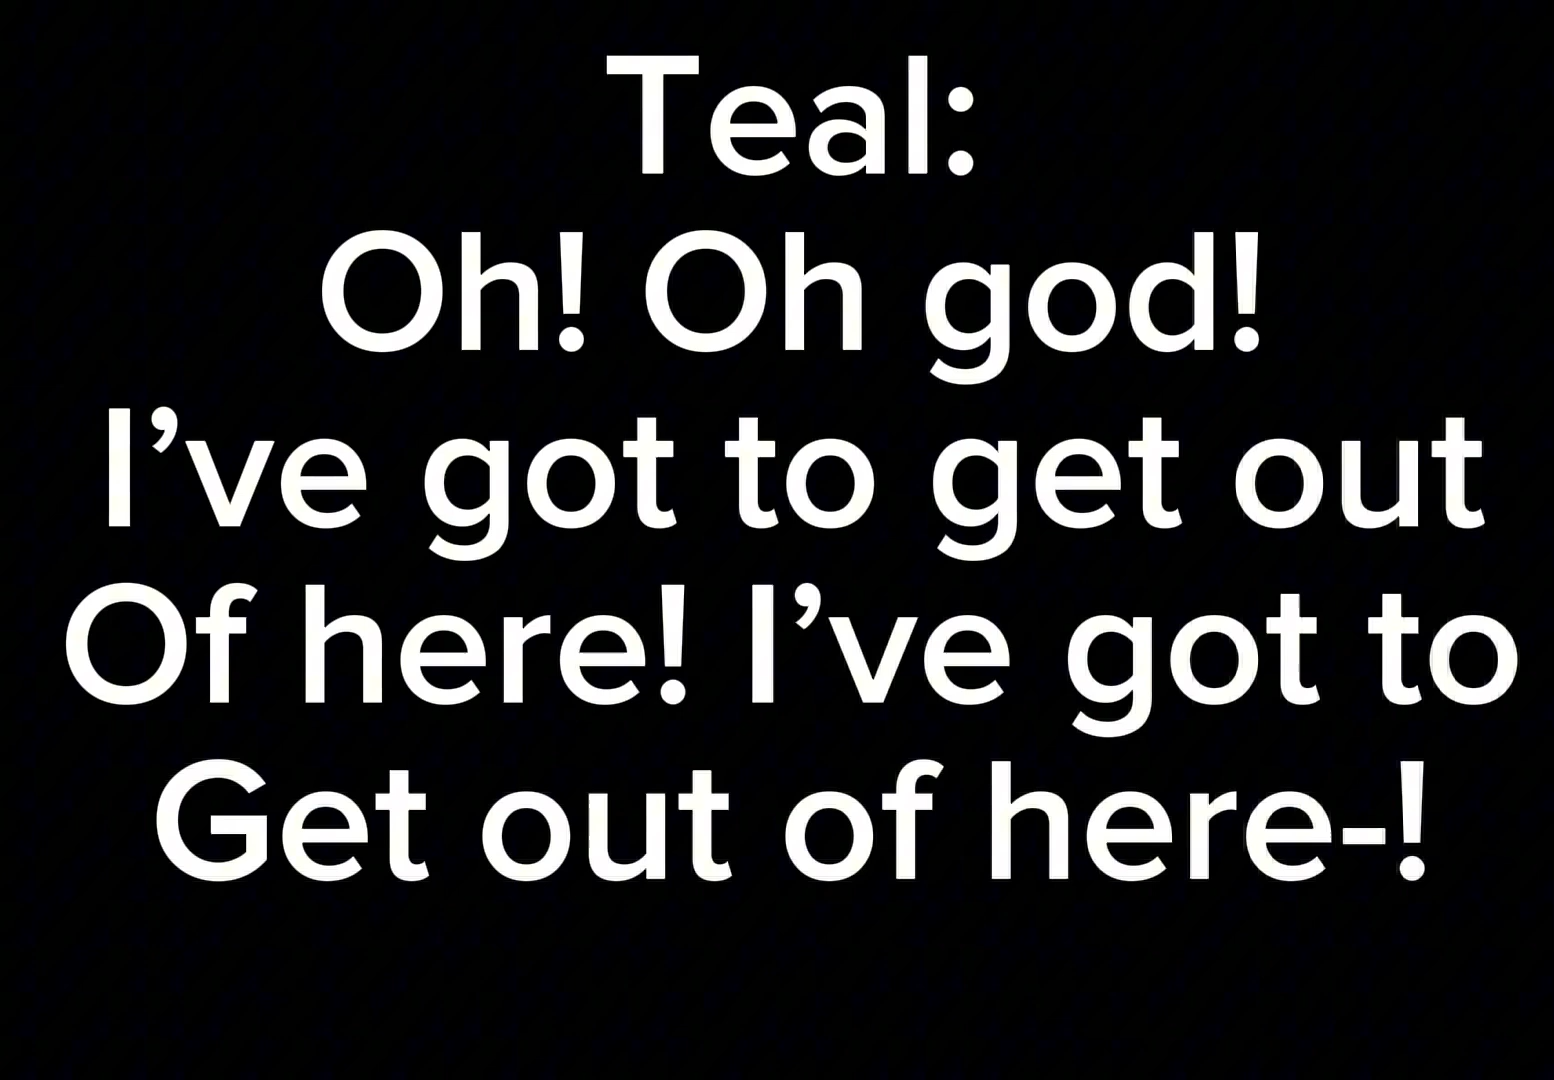 Teal:
Oh! Oh god!
I’ve got to get out
Of here! I’ve got to
Get out of here-!